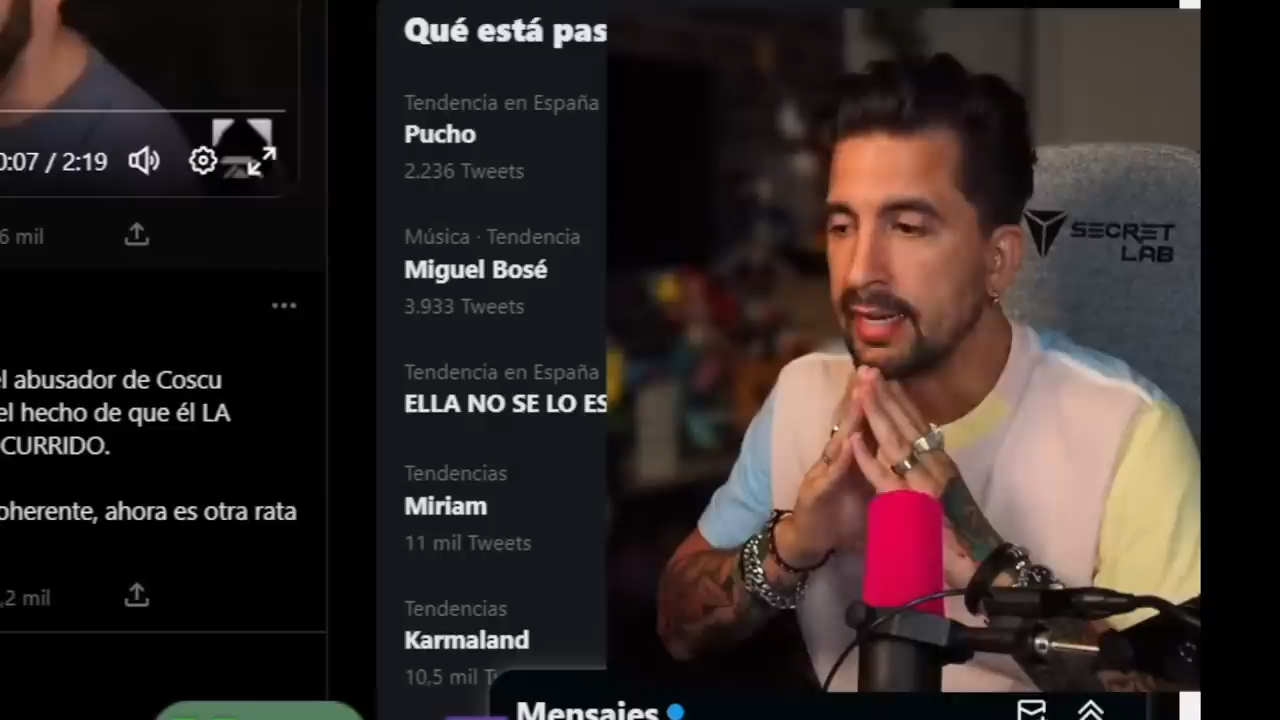 0:07 / 2:19
6 mil
el abusador de Coscu
el hecho de que él LA
CURRIDO.
oherente, ahora es otra rata
,2 mil
Qué está pas
Tendencia en España
Pucho
2.236 Tweets
Música · Tendencia
Miguel Bosé
3.933 Tweets
Tendencia en España
ELLA NO SE LO ES
Tendencias
Miriam
11 mil Tweets
Tendencias
Karmaland
10,5 mil Tw
Mensajes
SECRET
LAB